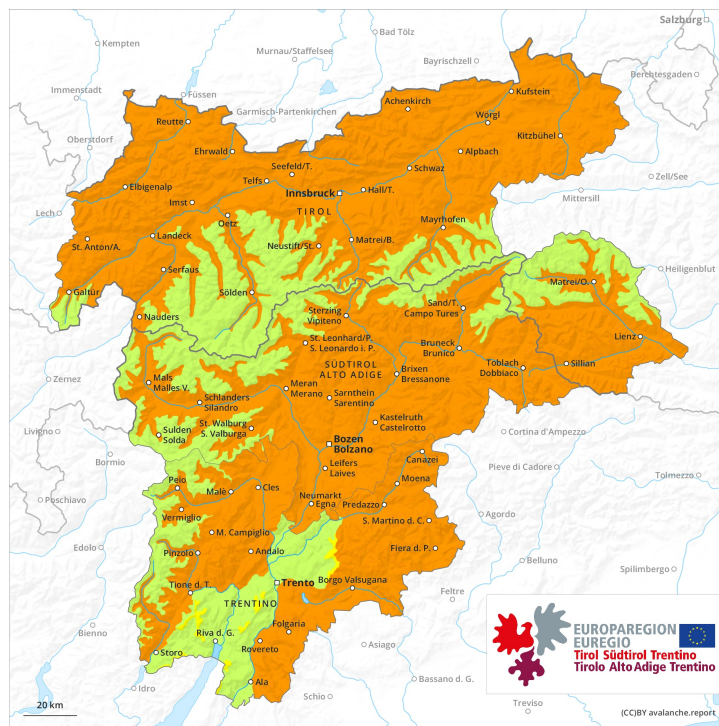 Salzburg
Kempten
Bad Tölz
Murnau/Staffelsee
Bayrischzell
Berchtesgaden
Immenstadt
Füssen
Achenkirch
Kufstein
Garmisch-Partenkirchen
Reutte
Wörgl
Oberstdorf
Kitzbühel
Ehrwald
Alpbach
Seefeld/T.
Schwaz
Zell/See
Telfs
Elbigenalp
Innsbruck
Hall/T.
Mittersill
Imst
TIROL
Lech
Oetz
Mayrhofen
St. Anton/A.
Landeck
Neustift/St.
Matrei/B.
Serfaus
Heiligenblut
Galtür
Sölden
Matrei/O.
Nauders
Sterzing
Vipiteno
Sand/T.
Campo Tures
Lienz
St. Leonhard/P.
S. Leonardo i. P.
Bruneck
Brunico
SÜDTIROL
ALTO ADIGE
Brixen
Bressanone
Toblach
Dobbiaco
Sillian
Zernez
Mals
Malles V.
Meran
Merano
Schlanders
Silandro
Sarnthein
Sarentino
Kastelruth
Castelrotto
St. Walburg
S. Valburga
Sulden
Solda
Livigno
Bozen
Bolzano
Cortina d'Ampezzo
Bormio
Canazei
Leifers
Laives
Pieve di Cadore
Tolmezzo
Peio
Malè
Cles
Moena
Poschiavo
Neumarkt
Egna
Predazzo
Vermiglio
Agordo
S. Martino d. C.
M. Campiglio
Edolo
Pinzolo
Andalo
Fiera d. P.
Belluno
Spilimbergo
Trento
Borgo Valsugana
Tione d. T.
Feltre
TRENTINO
Folgaria
Bienno
Riva d. G.
Rovereto
Asiago
Storo
Bassano d. G.
Ala
Idro
Schio
Treviso
EUROPAREGION
EUREGIO
Tirol Südtirol Trentino
Tirolo Alto Adige Trentino
20 km
(CC)BY avalanche.report